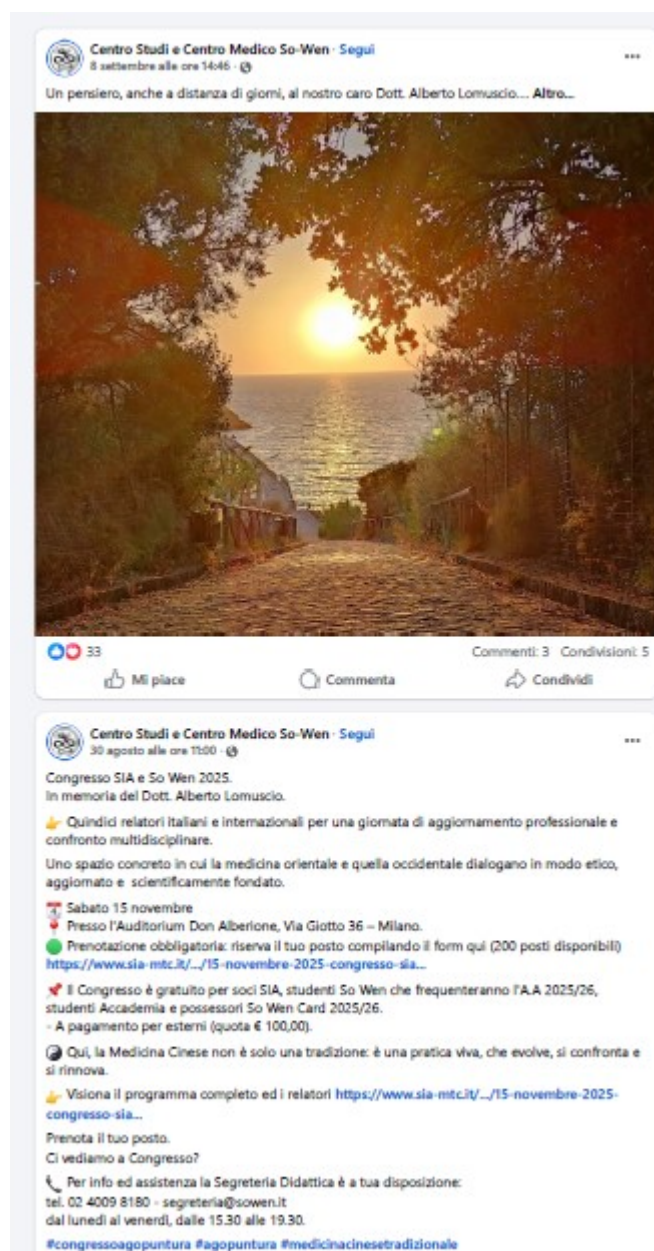 Centro Studi e Centro Medico So-Wen · Segui
8 settembre alle ore 14:46 ·
Un pensiero, anche a distanza di giorni, al nostro caro Dott. Alberto Lomuscio.... Altro...
33
Commenti: 3 Condivisioni: 5
Mi piace
Commenta
Condividi
Centro Studi e Centro Medico So-Wen · Segui
30 agosto alle ore 11:00 ·
Congresso SIA e So Wen 2025.
In memoria del Dott. Alberto Lomuscio.
👉 Quindici relatori italiani e internazionali per una giornata di aggiornamento professionale e
confronto multidisciplinare.
Uno spazio concreto in cui la medicina orientale e quella occidentale dialogano in modo etico,
aggiornato e scientificamente fondato.
📆 Sabato 15 novembre
📍 Presso l'Auditorium Don Alberione, Via Giotto 36 – Milano.
🟢 Prenotazione obbligatoria: riserva il tuo posto compilando il form qui (200 posti disponibili)
https://www.sia-mtc.it/.../15-novembre-2025-congresso-sia...
📌 Il Congresso è gratuito per soci SIA, studenti So Wen che frequenteranno l'A.A 2025/26,
studenti Accademia e possessori So Wen Card 2025/26.
- A pagamento per esterni (quota € 100,00).
☯ Qui, la Medicina Cinese non è solo una tradizione: è una pratica viva, che evolve, si confronta e
si rinnova.
👉 Visiona il programma completo ed i relatori https://www.sia-mtc.it/.../15-novembre-2025-
congresso-sia...
Prenota il tuo posto.
Ci vediamo a Congresso?
📞 Per info ed assistenza la Segreteria Didattica è a tua disposizione:
tel. 02 4009 8180 - segreteria@sowen.it
dal lunedì al venerdì, dalle 15.30 alle 19.30.
#congressoagopuntura #agopuntura #medicinacinesetradizionale